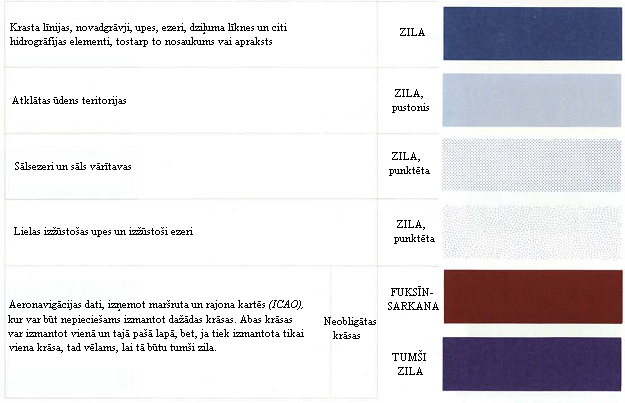 Krasta līnijas, novadgrāvji, upes, ezeri, dziļuma līknes un citi
hidrogrāfijas elementi, tostarp to nosaukums vai apraksts
ZILA
Atklātas ūdens teritorijas
ZILA,
pustonis
Sālsezeri un sāls vārītavas
ZILA,
punktēta
Lielas izžūstošas upes un izžūstoši ezeri
ZILA,
punktēta
Aeronavigācijas dati, izņemot maršruta un rajona kartēs (ICAO),
kur var būt nepieciešams izmantot dažādas krāsas. Abas krāsas
var izmantot vienā un tajā pašā lapā, bet, ja tiek izmantota tikai
viena krāsa, tad vēlams, lai tā būtu tumši zila.
Neobligātas
krāsas
FUKSĪN-
SARKANA
TUMŠI
ZILA